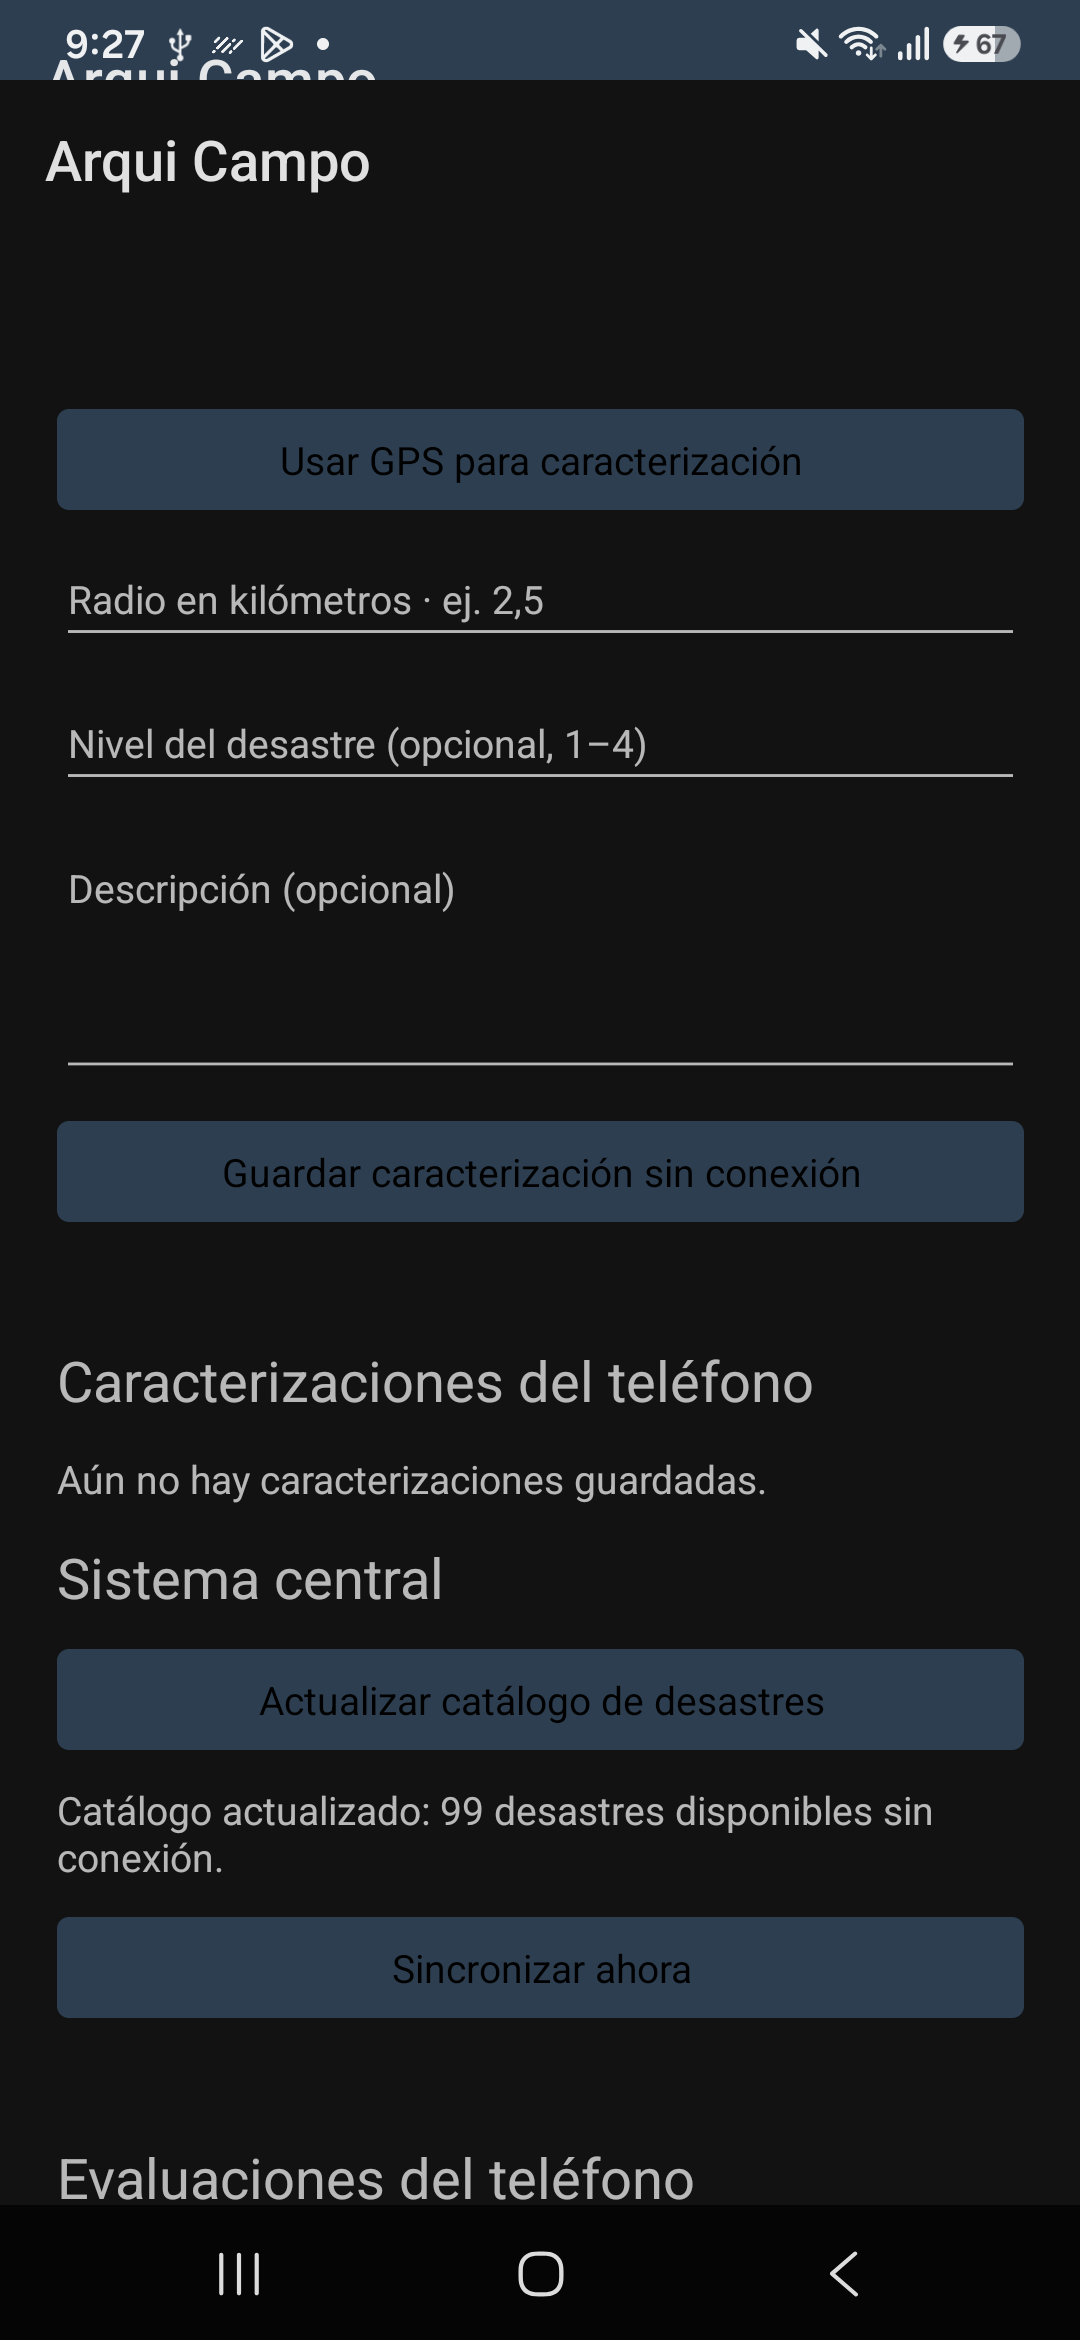 9:27
67
Arqui Campo
Arqui Campo
Usar GPS para caracterización
Radio en kilómetros · ej. 2,5
Nivel del desastre (opcional, 1–4)
Descripción (opcional)
Guardar caracterización sin conexión
Caracterizaciones del teléfono
Aún no hay caracterizaciones guardadas.
Sistema central
Actualizar catálogo de desastres
Catálogo actualizado: 99 desastres disponibles sin
conexión.
Sincronizar ahora
Evaluaciones del teléfono